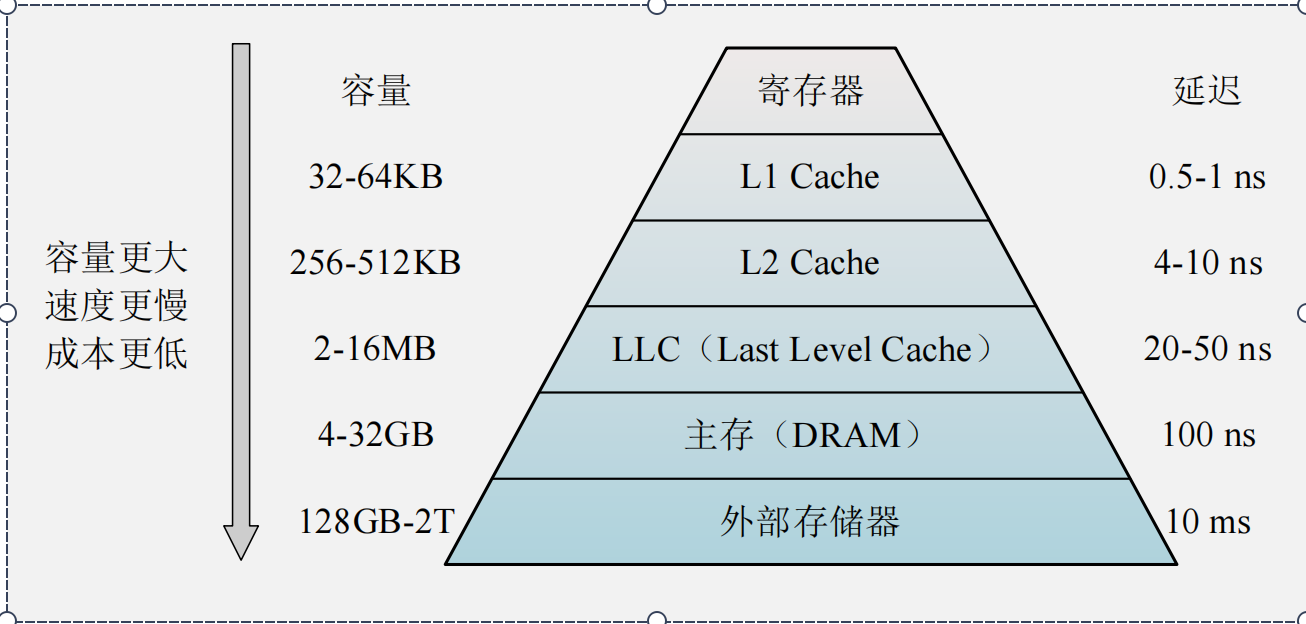 容量 寄存器 延迟
32-64KB L1 Cache 0.5-1 ns
256-512KB L2 Cache 4-10 ns
容量更大
速度更慢
成本更低
2-16MB LLC（Last Level Cache） 20-50 ns
4-32GB 主存（DRAM） 100 ns
128GB-2T 外部存储器 10 ms